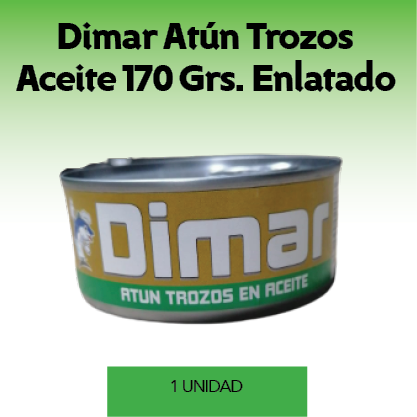 Dimar Atún Trozos
Aceite 170 Grs. Enlatado
Dimar
ATUN TROZOS EN ACEITE
1 UNIDAD